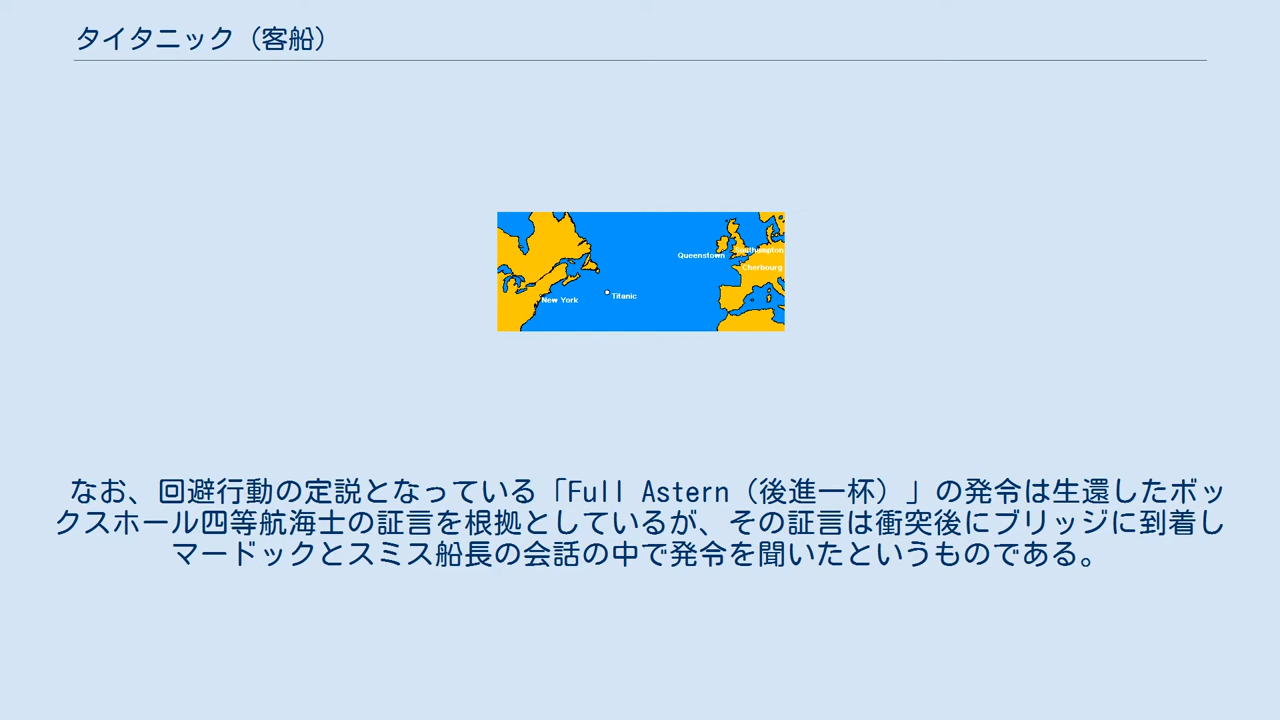 タイタニック（客船）
Queenstown
Southampton
Cherbourg
New York
Titanic
なお、回避行動の定説となっている「Full Astern（後進一杯）」の発令は生還したボッ
クスホール四等航海士の証言を根拠としているが、その証言は衝突後にブリッジに到着し
マードックとスミス船長の会話の中で発令を聞いたというものである。